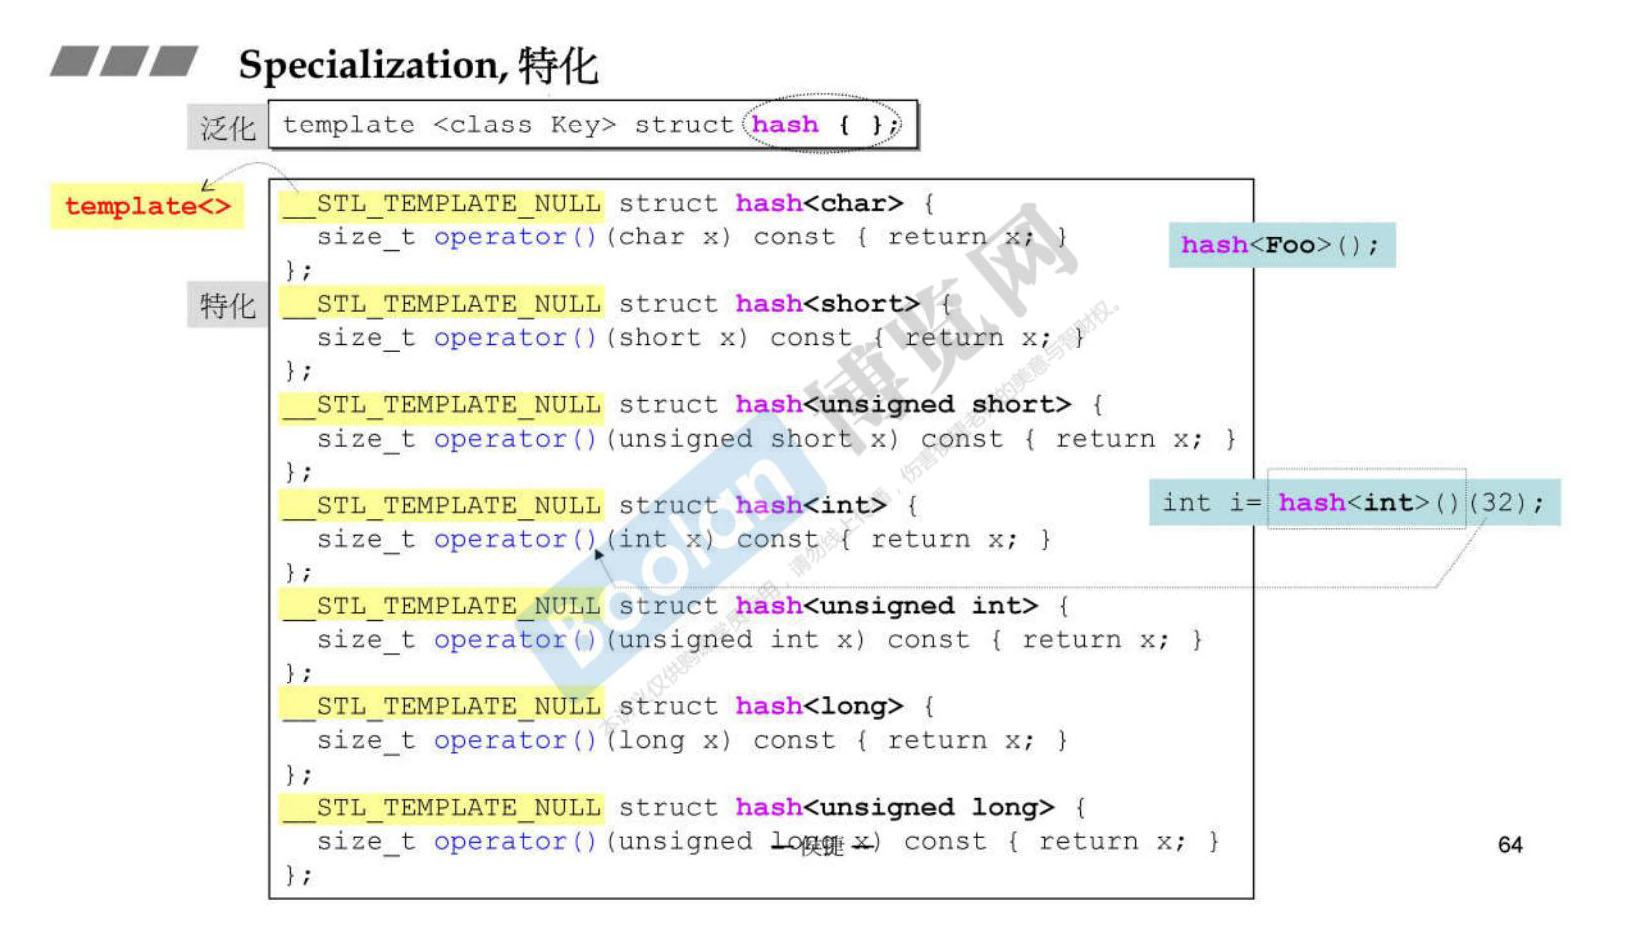 Specialization, 特化
泛化
template <class Key> struct hash { };
template<>
特化
__STL_TEMPLATE_NULL struct hash<char> {
size_t operator()(char x) const { return x; }
};
__STL_TEMPLATE_NULL struct hash<short> {
size_t operator()(short x) const { return x; }
};
__STL_TEMPLATE_NULL struct hash<unsigned short> {
size_t operator()(unsigned short x) const { return x; }
};
__STL_TEMPLATE_NULL struct hash<int> {
size_t operator()(int x) const { return x; }
};
__STL_TEMPLATE_NULL struct hash<unsigned int> {
size_t operator()(unsigned int x) const { return x; }
};
__STL_TEMPLATE_NULL struct hash<long> {
size_t operator()(long x) const { return x; }
};
__STL_TEMPLATE_NULL struct hash<unsigned long> {
size_t operator()(unsigned long x) const { return x; }
};
hash<Foo>();
int i= hash<int>()(32);
Boolan 博览网
— 侯捷 —
64